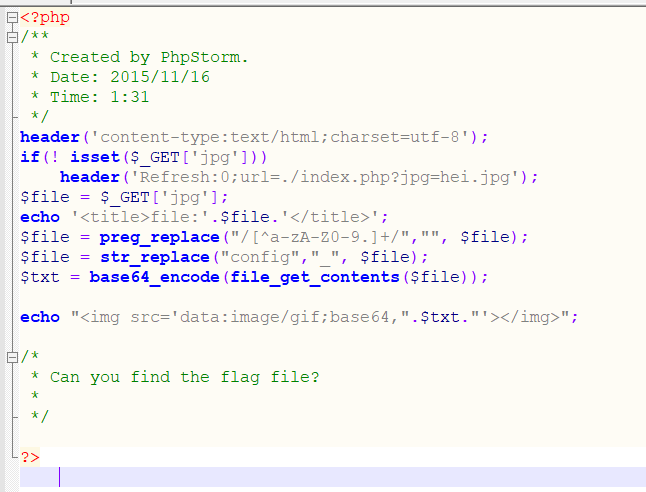 <?php
/**
 * Created by PhpStorm.
 * Date: 2015/11/16
 * Time: 1:31
 */
header('content-type:text/html;charset=utf-8');
if(! isset($_GET['jpg']))
    header('Refresh:0;url=./index.php?jpg=hei.jpg');
$file = $_GET['jpg'];
echo '<title>file:'.$file.'</title>';
$file = preg_replace("/[^a-zA-Z0-9.]+/","", $file);
$file = str_replace("config","_", $file);
$txt = base64_encode(file_get_contents($file));

echo "<img src='data:image/gif;base64,".$txt."'></img>";

/*
 * Can you find the flag file?
 *
 */

?>